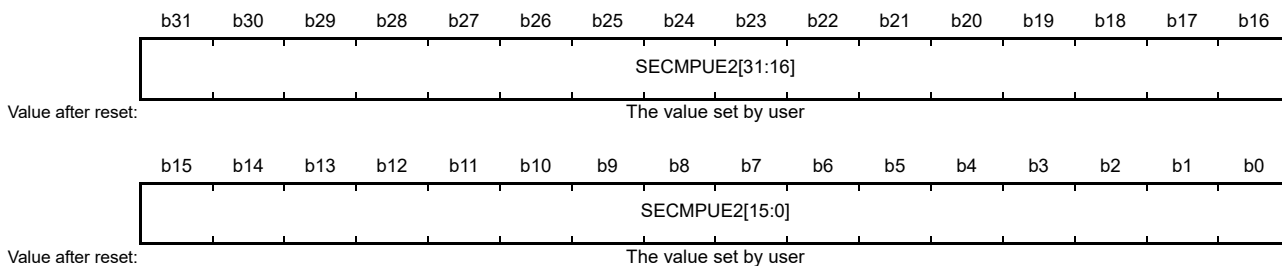 b31 b30 b29 b28 b27 b26 b25 b24 b23 b22 b21 b20 b19 b18 b17 b16
SECMPUE2[31:16]
Value after reset: The value set by user
b15 b14 b13 b12 b11 b10 b9 b8 b7 b6 b5 b4 b3 b2 b1 b0
SECMPUE2[15:0]
Value after reset: The value set by user